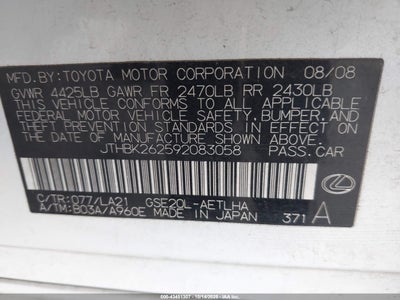 MFD.BY:TOYOTA MOTOR CORPORATION 08/08
GVWR 4425LB GAWR FR 2470LB RR 2430LB
THIS VEHICLE CONFORMS TO ALL APPLICABLE
FEDERAL MOTOR VEHICLE SAFETY, BUMPER, AND
THEFT PREVENTION STANDARDS IN EFFECT ON
THE DATE OF MANUFACTURE SHOWN ABOVE.
JTHBK262592083058 PASS.CAR
C/TR:077/LA21 GSE20L-AETLHA
A/TM:B03A/A960E MADE IN JAPAN 371 A